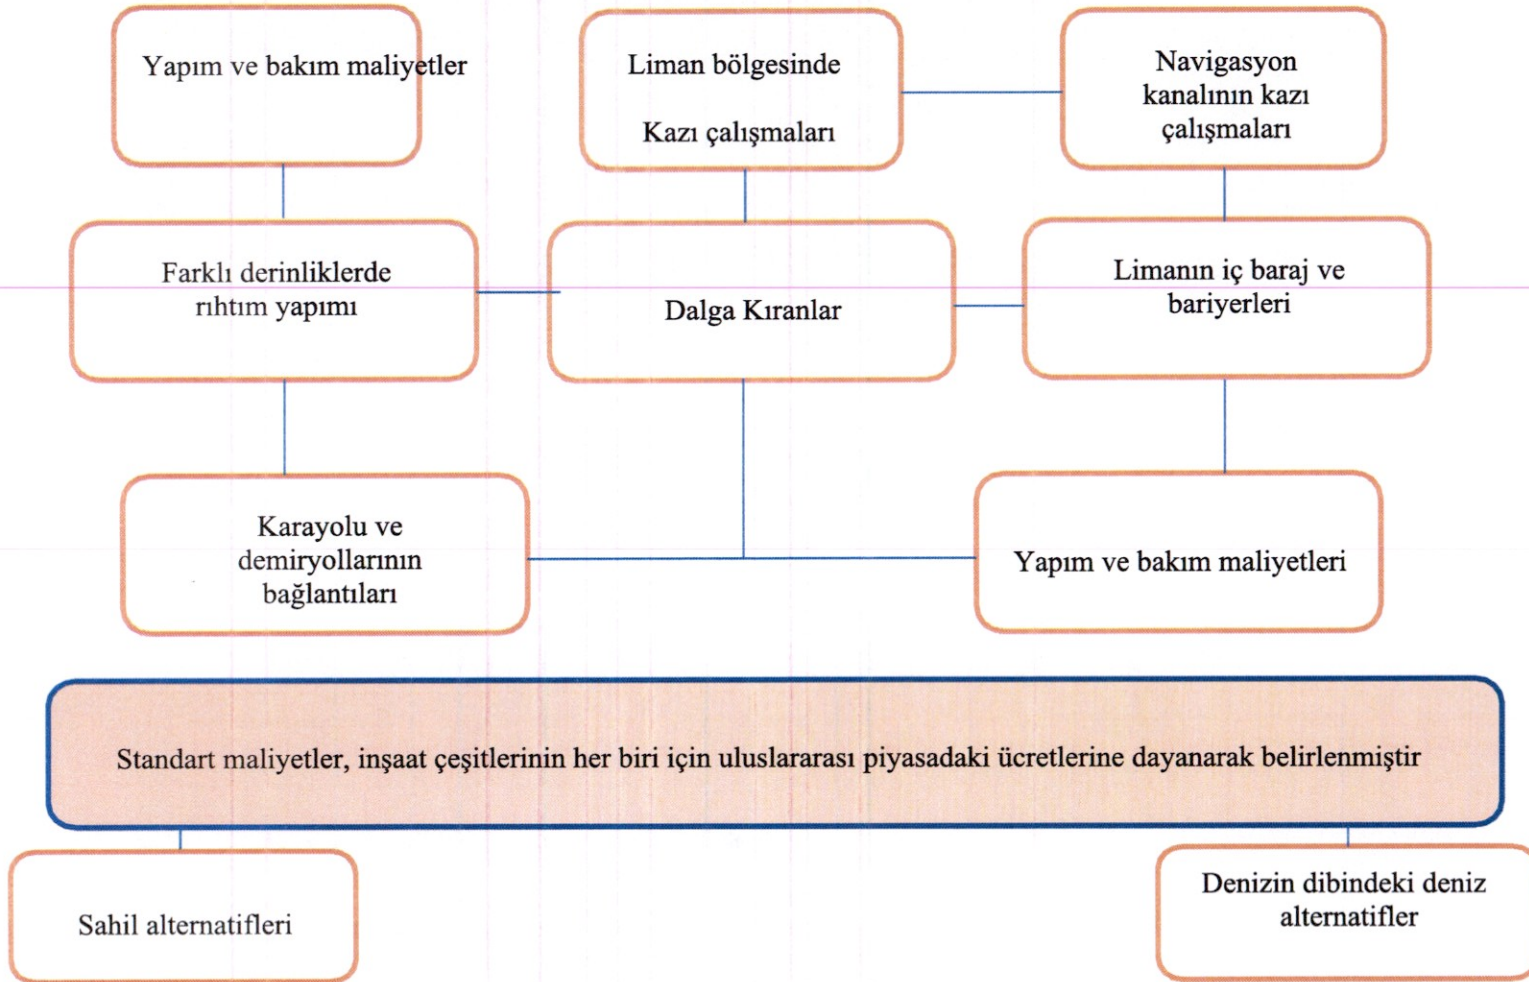 Yapım ve bakım maliyetler
Liman bölgesinde
Kazı çalışmaları
Navigasyon
kanalının kazı
çalışmaları
Farklı derinliklerde
rıhtım yapımı
Dalga Kıranlar
Limanın iç baraj ve
bariyerleri
Karayolu ve
demiryollarının
bağlantıları
Yapım ve bakım maliyetleri
Standart maliyetler, inşaat çeşitlerinin her biri için uluslararası piyasadaki ücretlerine dayanarak belirlenmiştir
Sahil alternatifleri
Denizin dibindeki deniz
alternatifler